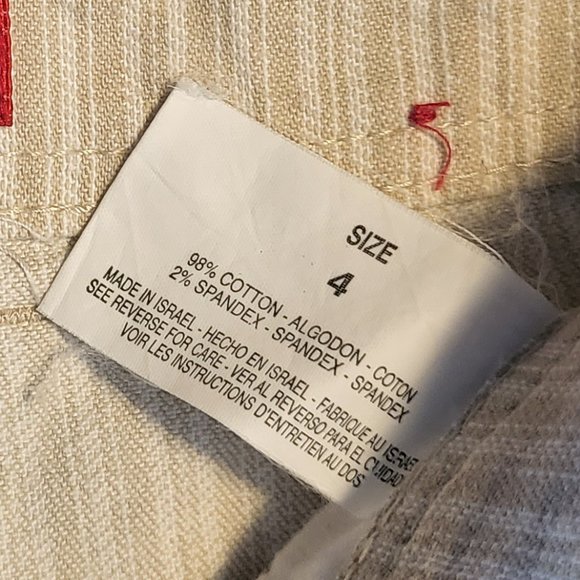 SIZE
4
98% COTTON - ALGODON - COTON
2% SPANDEX - SPANDEX - SPANDEX
MADE IN ISRAEL - HECHO EN ISRAEL - FABRIQUE AU ISRAEL
SEE REVERSE FOR CARE - VER AL REVERSO PARA EL CUIDADO
VOIR LES INSTRUCTIONS D'ENTRETIEN AU DOS